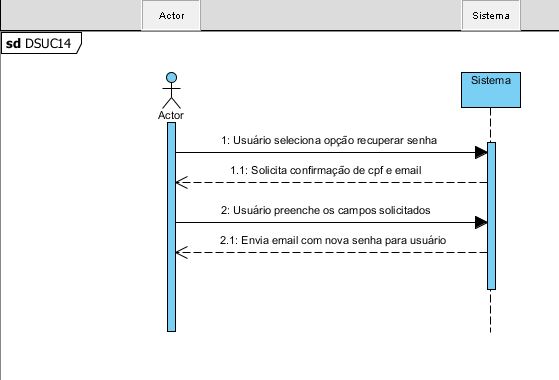 Actor
Sistema
sd DSUC14
Sistema
Actor
1: Usuário seleciona opção recuperar senha
1.1: Solicita confirmação de cpf e email
2: Usuário preenche os campos solicitados
2.1: Envia email com nova senha para usuário